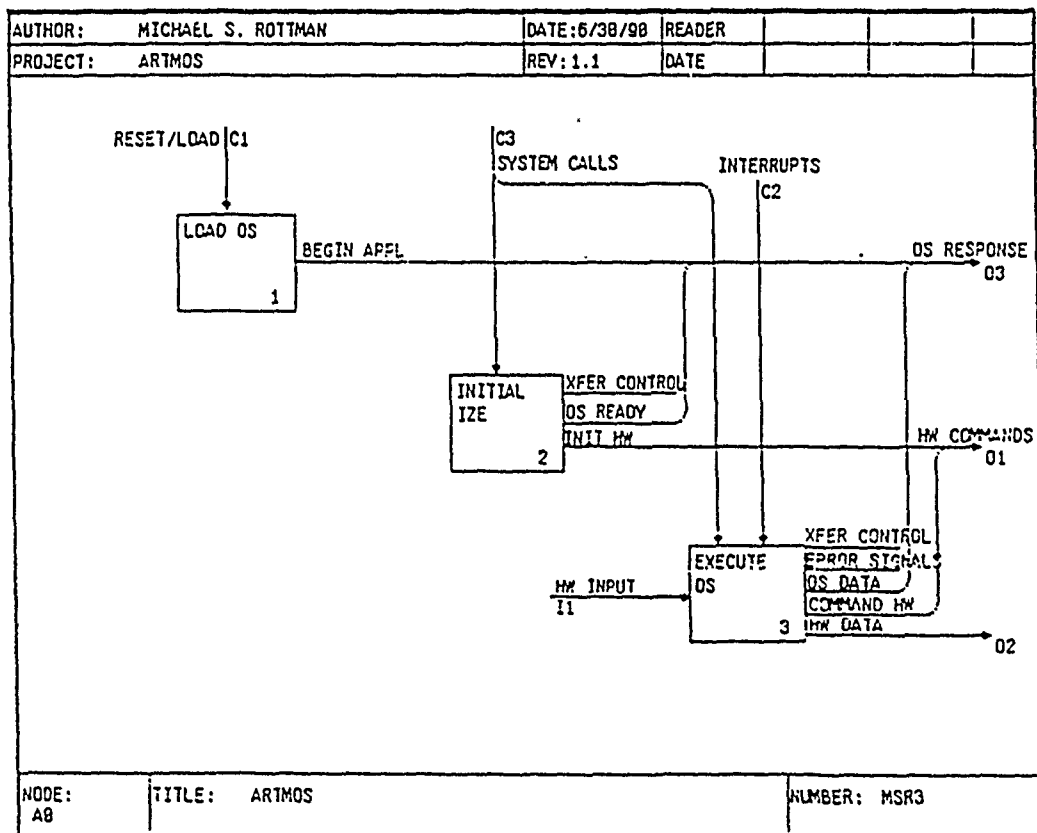 AUTHOR: MICHAEL S. ROTTMAN DATE:6/30/90 READER
PROJECT: ARTMOS REV:1.1 DATE
RESET/LOAD C1
C3
SYSTEM CALLS
INTERRUPTS
C2
LOAD OS
1
BEGIN APPL
OS RESPONSE
O3
INITIAL
IZE
2
XFER CONTROL
OS READY
INIT HW
HW COMMANDS
O1
HW INPUT
I1
EXECUTE
OS
3
XFER CONTROL
ERROR SIGNALS
OS DATA
COMMAND HW
HW DATA
O2
NODE: TITLE: ARTMOS NUMBER: MSR3
A0